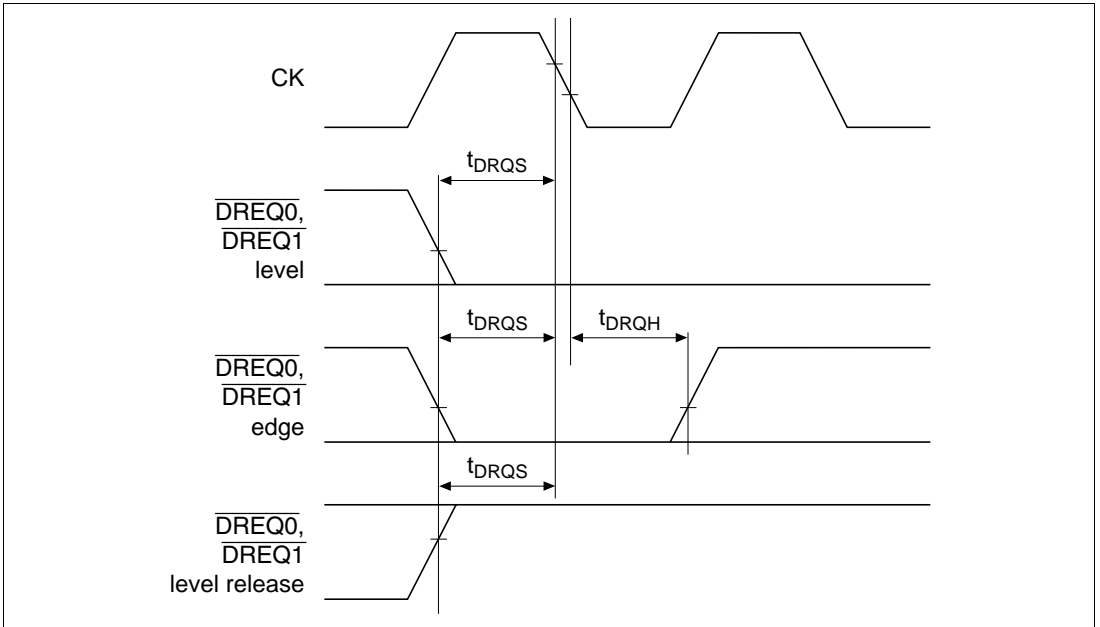 CK
tDRQS
DREQ0,
DREQ1
level
tDRQS
tDRQH
DREQ0,
DREQ1
edge
tDRQS
DREQ0,
DREQ1
level release